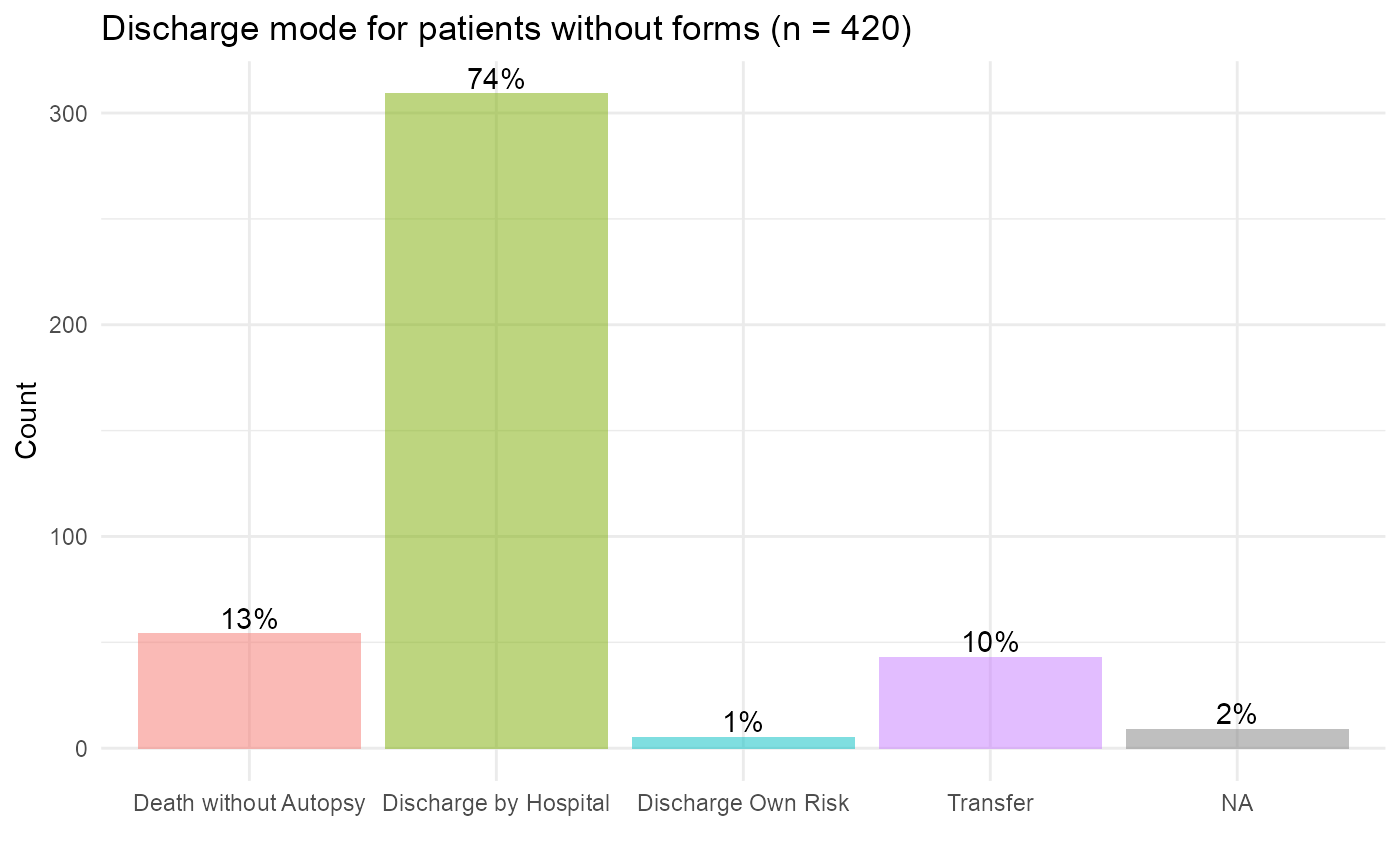 Discharge mode for patients without forms (n = 420)
74%
300
200
Count
100
13%
10%
1%
2%
0
Death without Autopsy
Discharge by Hospital
Discharge Own Risk
Transfer
NA